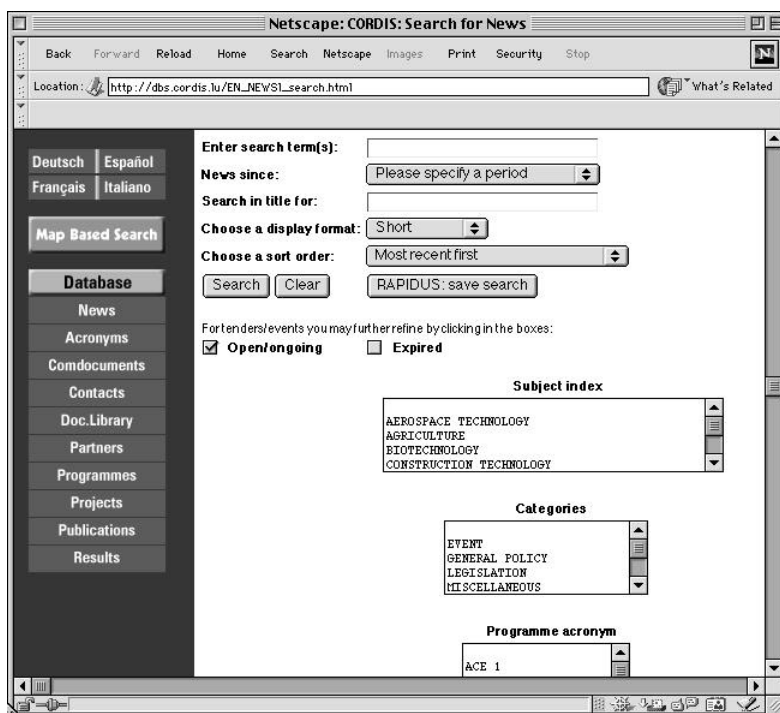 Netscape: CORDIS: Search for News
Back Forward Reload Home Search Netscape Images Print Security Stop
N
Location: http://dbs.cordis.lu/EN_NEWS1_search.html What's Related
Deutsch Español
Français Italiano
Map Based Search
Database
News
Acronyms
Comdocuments
Contacts
Doc.Library
Partners
Programmes
Projects
Publications
Results
Enter search term(s):
News since: Please specify a period
Search in title for:
Choose a display format: Short
Choose a sort order: Most recent first
Search Clear RAPIDUS: save search
For tenders/events you may further refine by clicking in the boxes:
Open/ongoing Expired
Subject index
AEROSPACE TECHNOLOGY
AGRICULTURE
BIOTECHNOLOGY
CONSTRUCTION TECHNOLOGY
Categories
EVENT
GENERAL POLICY
LEGISLATION
MISCELLANEOUS
Programme acronym
ACE 1